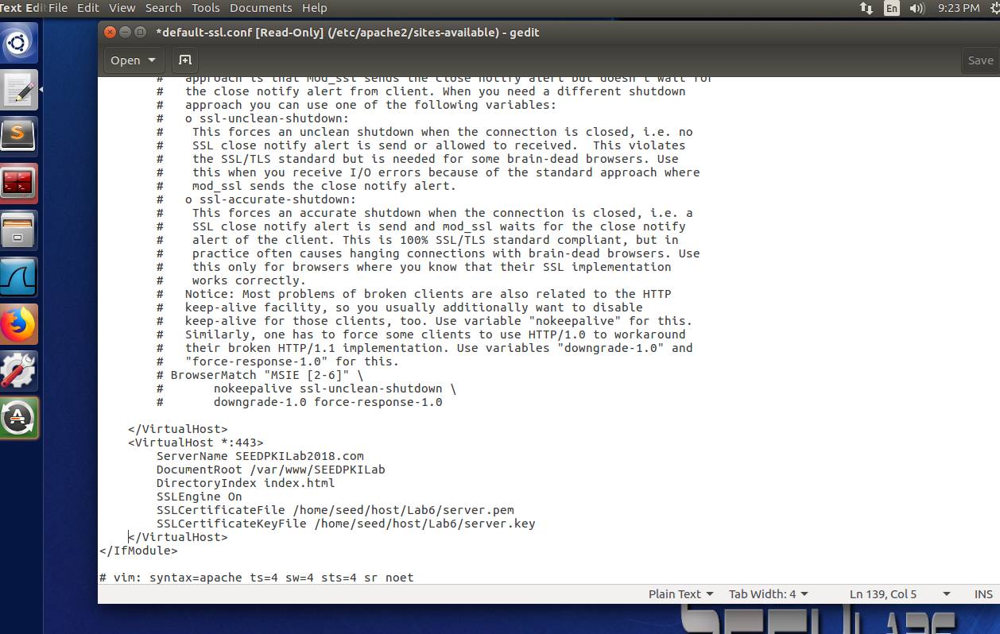 Text Edi File Edit View Search Tools Documents Help En 9:23 PM
*default-ssl.conf [Read-Only] (/etc/apache2/sites-available) - gedit
Open Save
# approach is that mod_ssl sends the close notify alert but doesn't wait for
# the close notify alert from client. When you need a different shutdown
# approach you can use one of the following variables:
# o ssl-unclean-shutdown:
# This forces an unclean shutdown when the connection is closed, i.e. no
# SSL close notify alert is send or allowed to received. This violates
# the SSL/TLS standard but is needed for some brain-dead browsers. Use
# this when you receive I/O errors because of the standard approach where
# mod_ssl sends the close notify alert.
# o ssl-accurate-shutdown:
# This forces an accurate shutdown when the connection is closed, i.e. a
# SSL close notify alert is send and mod_ssl waits for the close notify
# alert of the client. This is 100% SSL/TLS standard compliant, but in
# practice often causes hanging connections with brain-dead browsers. Use
# this only for browsers where you know that their SSL implementation
# works correctly.
# Notice: Most problems of broken clients are also related to the HTTP
# keep-alive facility, so you usually additionally want to disable
# keep-alive for those clients, too. Use variable "nokeepalive" for this.
# Similarly, one has to force some clients to use HTTP/1.0 to workaround
# their broken HTTP/1.1 implementation. Use variables "downgrade-1.0" and
# "force-response-1.0" for this.
# BrowserMatch "MSIE [2-6]" \
# nokeepalive ssl-unclean-shutdown \
# downgrade-1.0 force-response-1.0
</VirtualHost>
<VirtualHost *:443>
ServerName SEEDPKILab2018.com
DocumentRoot /var/www/SEEDPKILab
DirectoryIndex index.html
SSLEngine On
SSLCertificateFile /home/seed/host/Lab6/server.pem
SSLCertificateKeyFile /home/seed/host/Lab6/server.key
</VirtualHost>
</IfModule>
# vim: syntax=apache ts=4 sw=4 sts=4 sr noet
Plain Text Tab Width: 4 Ln 139, Col 5 INS